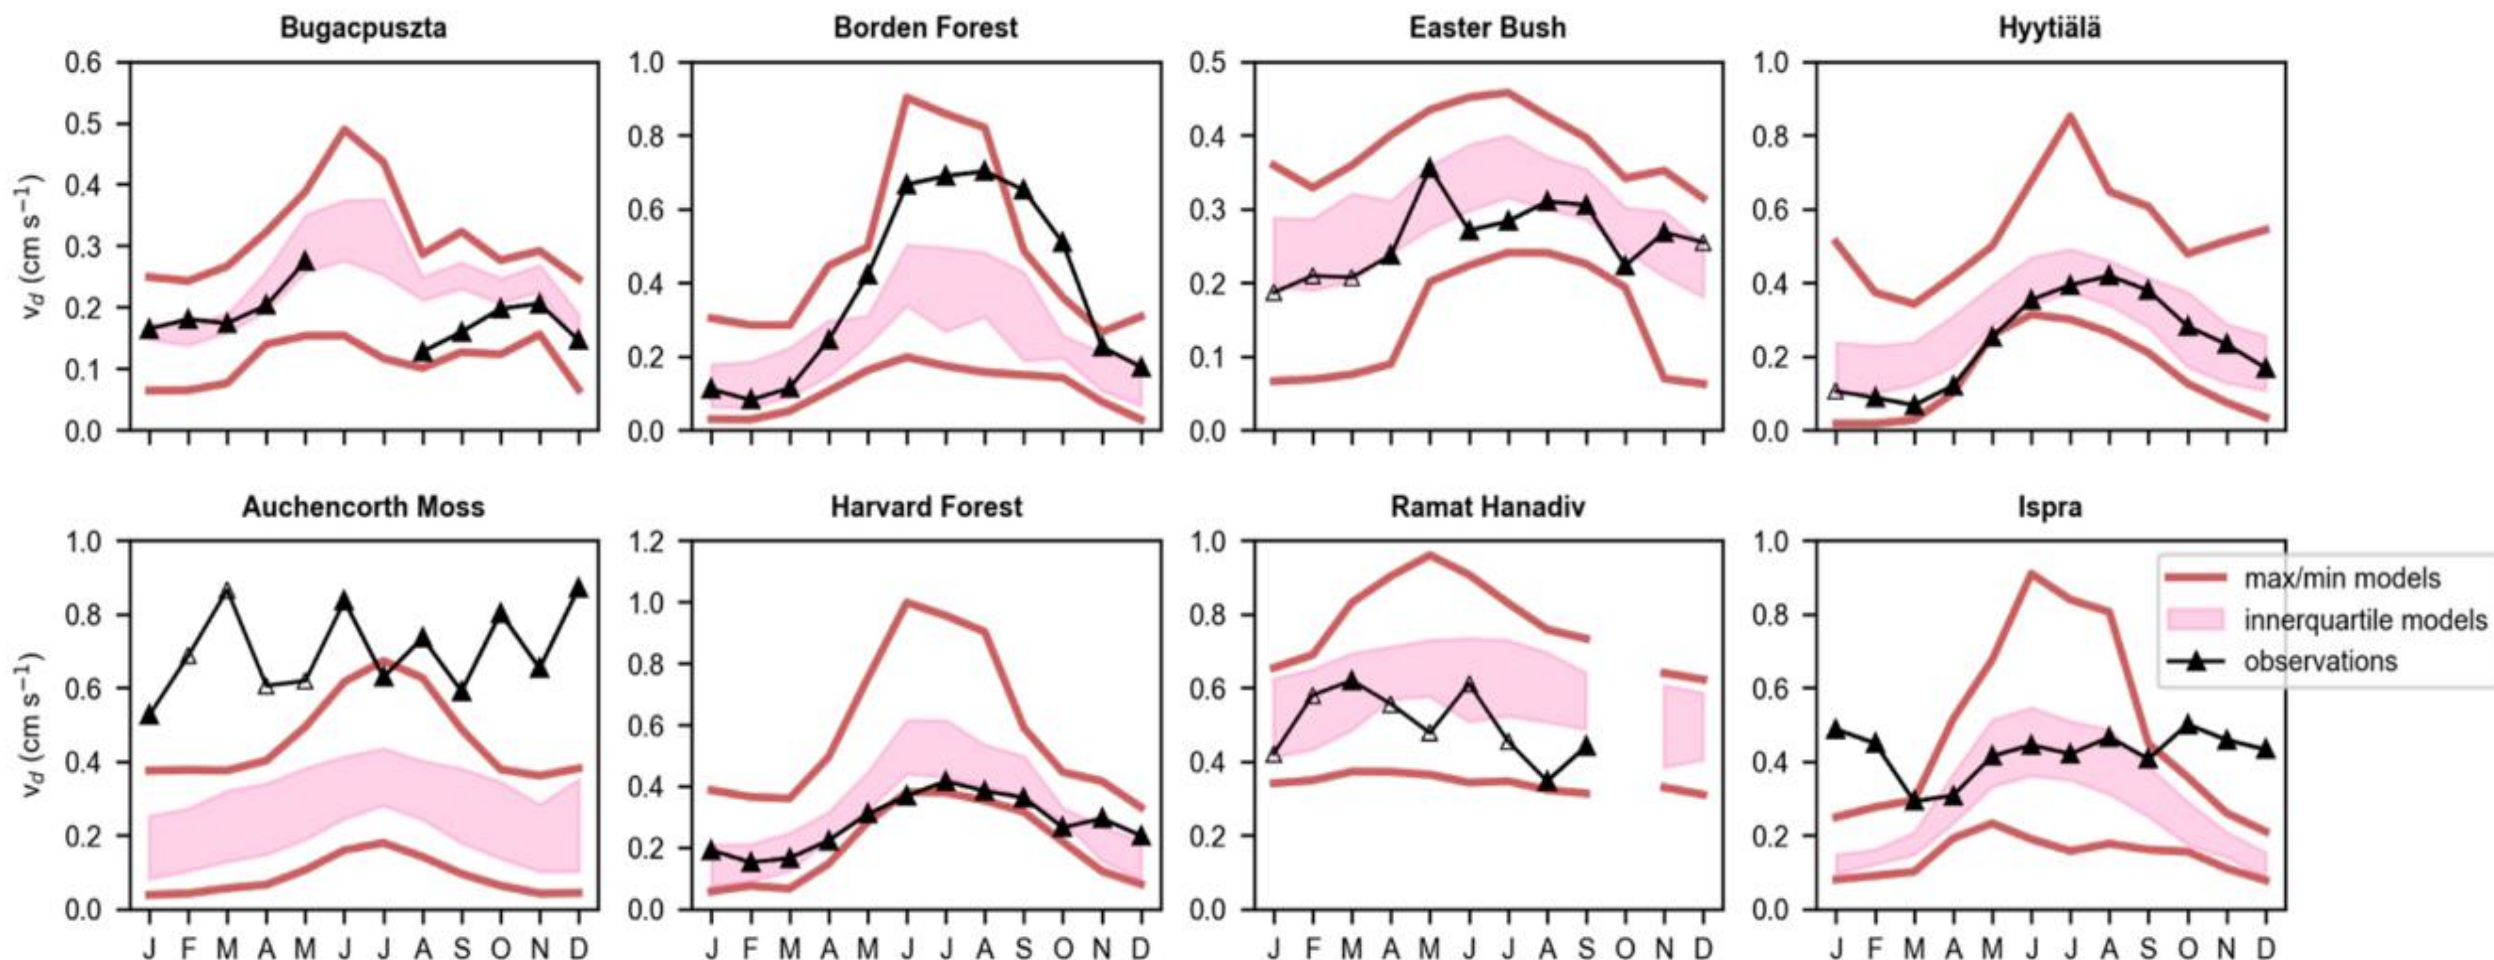 Bugacpuszta
Borden Forest
Easter Bush
Hyytiälä
0.6
0.5
0.4
0.3
0.2
0.1
0.0
1.0
0.8
0.6
0.4
0.2
0.0
0.5
0.4
0.3
0.2
0.1
0.0
1.0
0.8
0.6
0.4
0.2
0.0
v_d (cm s⁻¹)
Auchencorth Moss
Harvard Forest
Ramat Hanadiv
Ispra
1.0
0.8
0.6
0.4
0.2
0.0
1.2
1.0
0.8
0.6
0.4
0.2
0.0
1.0
0.8
0.6
0.4
0.2
0.0
1.0
0.8
0.6
0.4
0.2
0.0
v_d (cm s⁻¹)
max/min models
innerquartile models
observations
J F M A M J J A S O N D
J F M A M J J A S O N D
J F M A M J J A S O N D
J F M A M J J A S O N D